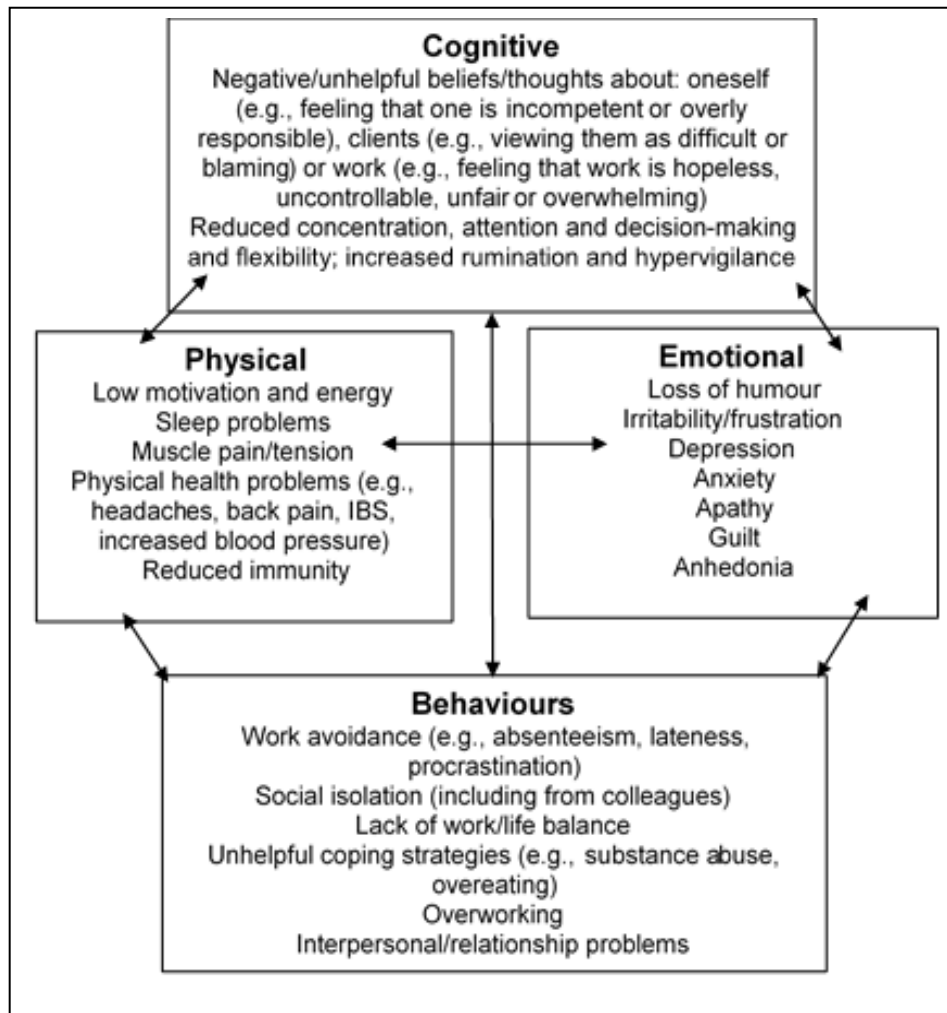 Cognitive
Negative/unhelpful beliefs/thoughts about: oneself
(e.g., feeling that one is incompetent or overly
responsible), clients (e.g., viewing them as difficult or
blaming) or work (e.g., feeling that work is hopeless,
uncontrollable, unfair or overwhelming)
Reduced concentration, attention and decision-making
and flexibility; increased rumination and hypervigilance
Physical
Low motivation and energy
Sleep problems
Muscle pain/tension
Physical health problems (e.g.,
headaches, back pain, IBS,
increased blood pressure)
Reduced immunity
Emotional
Loss of humour
Irritability/frustration
Depression
Anxiety
Apathy
Guilt
Anhedonia
Behaviours
Work avoidance (e.g., absenteeism, lateness,
procrastination)
Social isolation (including from colleagues)
Lack of work/life balance
Unhelpful coping strategies (e.g., substance abuse,
overeating)
Overworking
Interpersonal/relationship problems